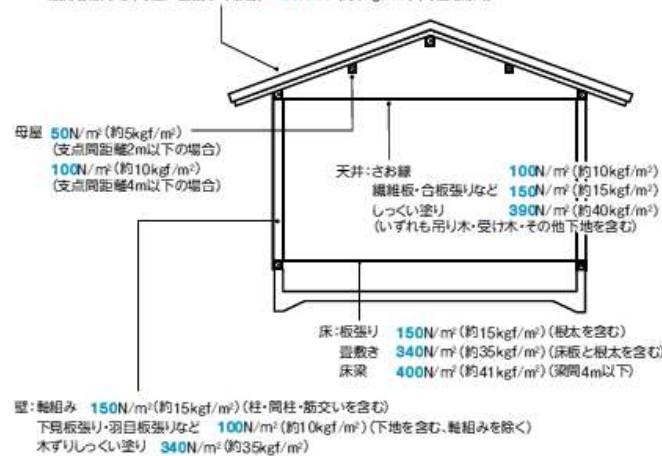 母屋 50N/m²(約5kgf/m²)
(支点間距離2m以下の場合)
100N/m²(約10kgf/m²)
(支点間距離4m以下の場合)
天井:さお縁 100N/m²(約10kgf/m²)
繊維板・合板張りなど 150N/m²(約15kgf/m²)
しっくい塗り 390N/m²(約40kgf/m²)
(いずれも吊り木・受け木・その他下地を含む)
床:板張り 150N/m²(約15kgf/m²)(根太を含む)
畳敷き 340N/m²(約35kgf/m²)(床板と根太を含む)
床梁 400N/m²(約41kgf/m²)(梁間4m以下)
壁:軸組み 150N/m²(約15kgf/m²)(柱・間柱・筋交いを含む)
下見板張り・羽目板張りなど 100N/m²(約10kgf/m²)(下地を含む、軸組みを除く)
木ずりしっくい塗り 340N/m²(約35kgf/m²)